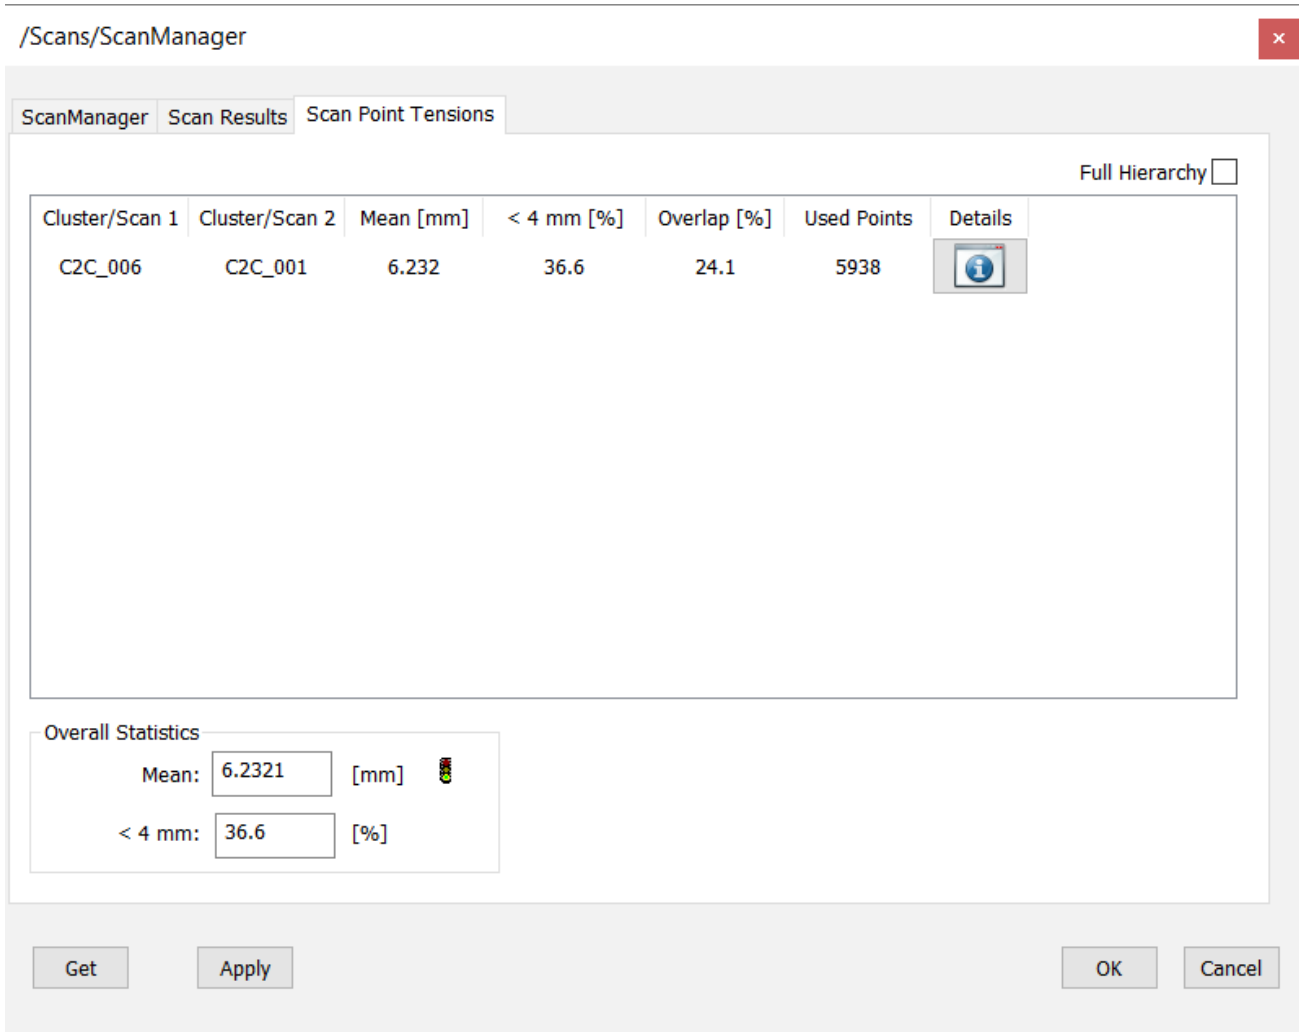 /Scans/ScanManager
ScanManager Scan Results Scan Point Tensions
Full Hierarchy
Cluster/Scan 1 Cluster/Scan 2 Mean [mm] < 4 mm [%] Overlap [%] Used Points Details
C2C_006 C2C_001 6.232 36.6 24.1 5938
Overall Statistics
Mean: 6.2321 [mm]
< 4 mm: 36.6 [%]
Get Apply OK Cancel